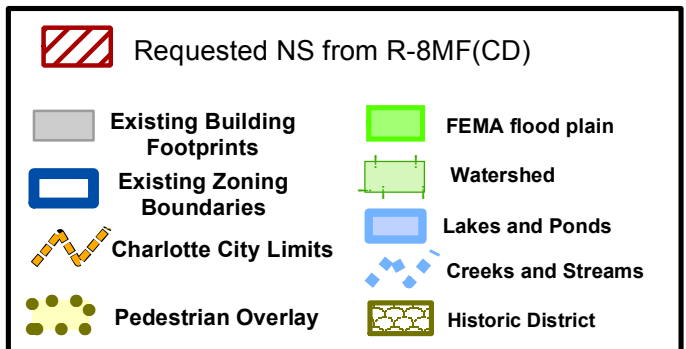 Requested NS from R-8MF(CD)
Existing Building
Footprints
Existing Zoning
Boundaries
Charlotte City Limits
Pedestrian Overlay
FEMA flood plain
Watershed
Lakes and Ponds
Creeks and Streams
Historic District